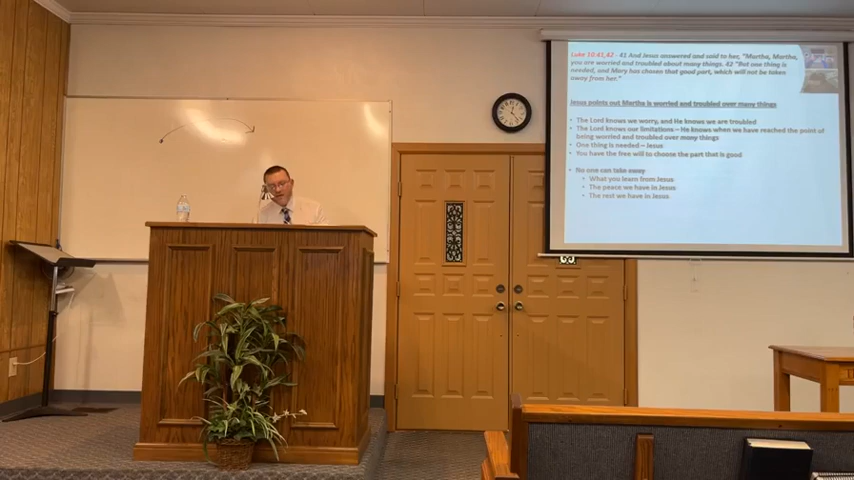 Luke 10:41,42 - 41 And Jesus answered and said to her, "Martha, Martha,
you are worried and troubled about many things. 42 "But one thing is
needed, and Mary has chosen that good part, which will not be taken
away from her."
Jesus points out Martha is worried and troubled over many things
• The Lord knows we worry, and He knows we are troubled
• The Lord knows our limitations – He knows when we have reached the point of
being worried and troubled over many things
• One thing is needed – Jesus
• You have the free will to choose the part that is good
• No one can take away
• What you learn from Jesus
• The peace we have in Jesus
• The rest we have in Jesus